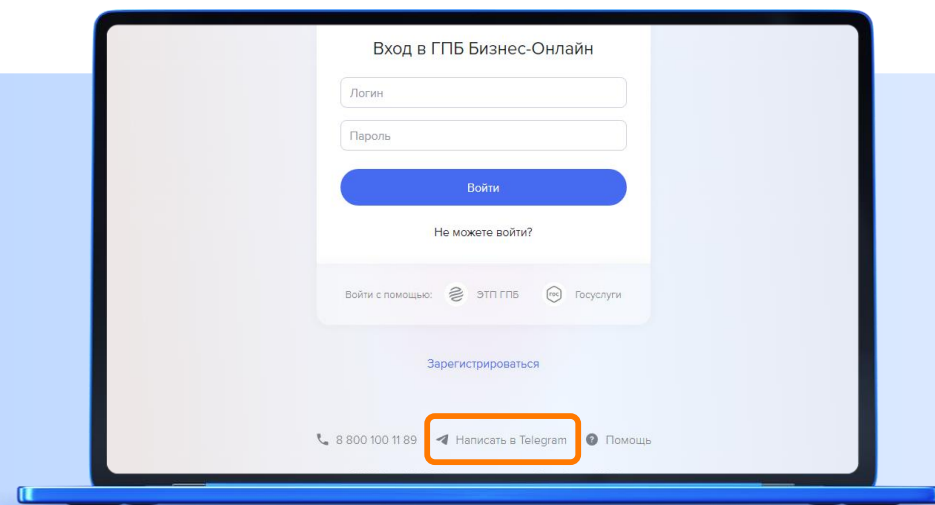 Вход в ГПБ Бизнес-Онлайн
Логин
Пароль
Войти
Не можете войти?
Войти с помощью: ЭТП ГПБ гос Госуслуги
Зарегистрироваться
8 800 100 11 89 Написать в Telegram ? Помощь